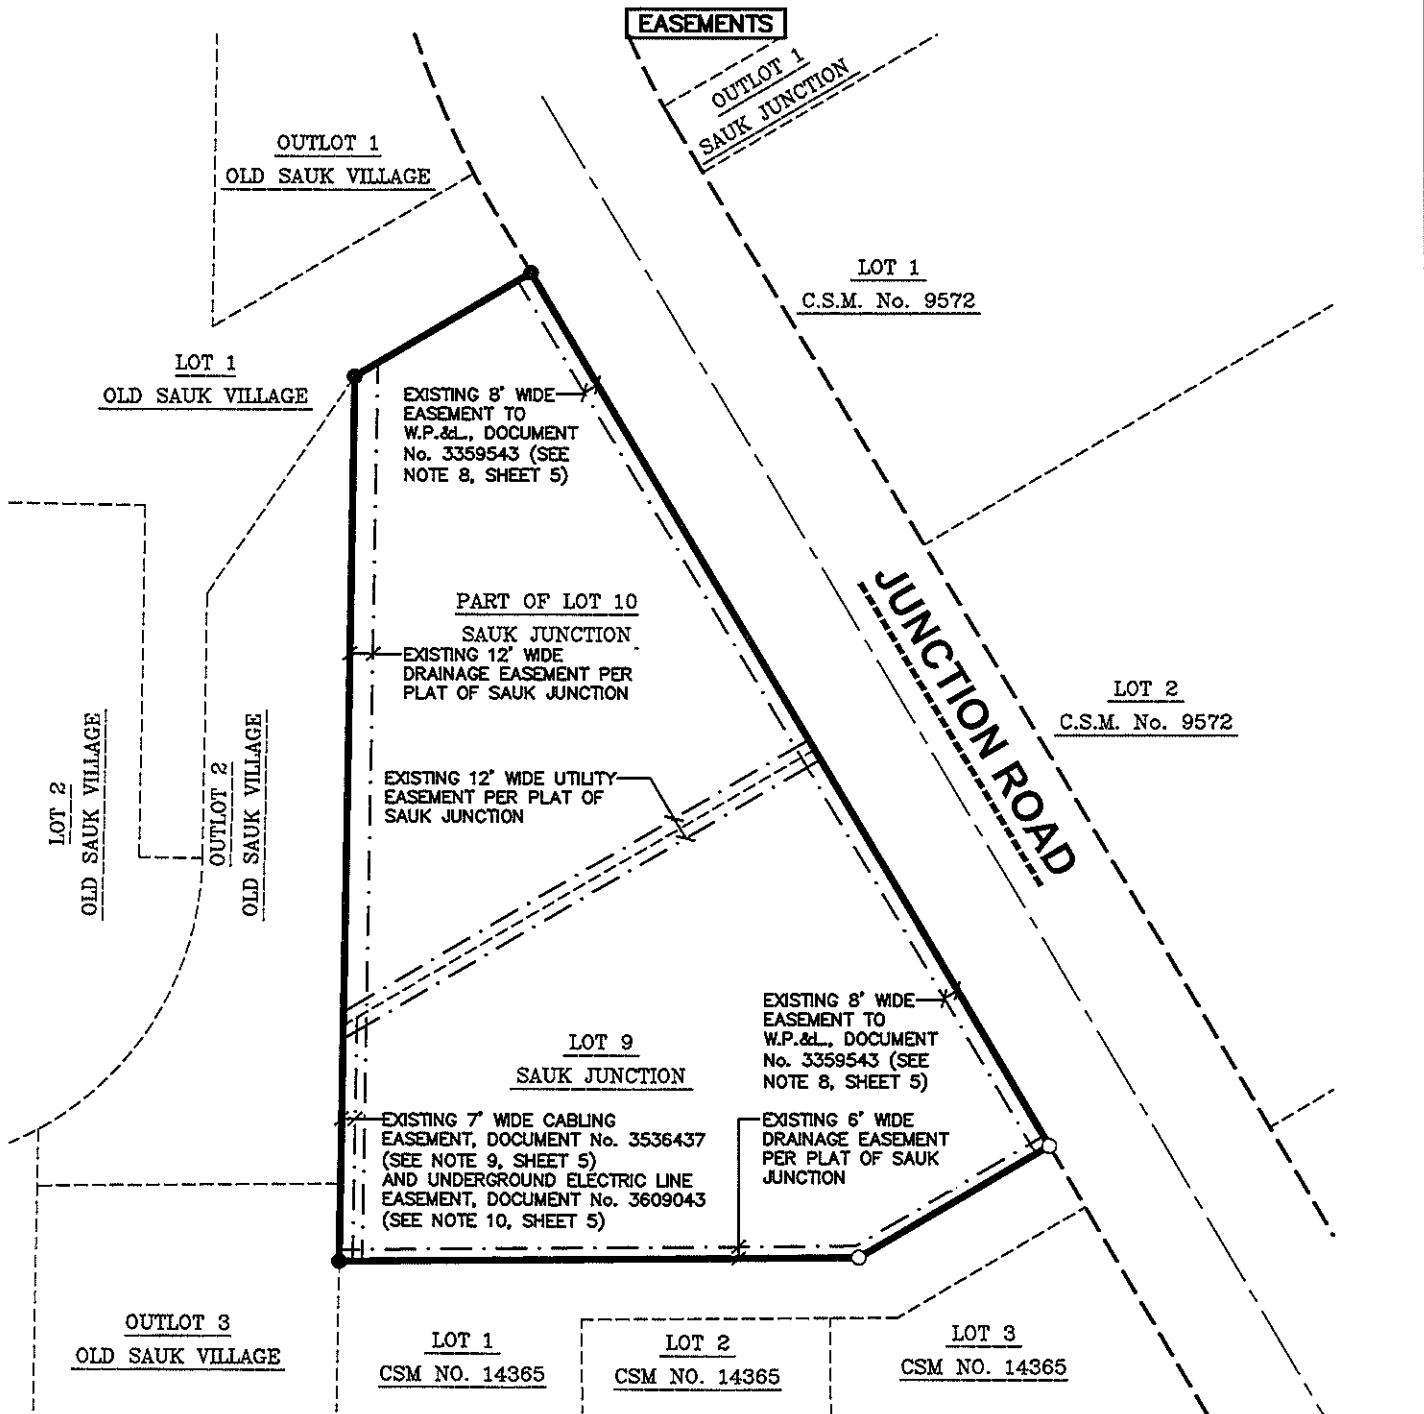 EASEMENTS
OUTLOT 1
SAUK JUNCTION
OUTLOT 1
OLD SAUK VILLAGE
LOT 1
C.S.M. No. 9572
LOT 1
OLD SAUK VILLAGE
EXISTING 8' WIDE
EASEMENT TO
W.P.&L., DOCUMENT
No. 3359543 (SEE
NOTE 8, SHEET 5)
PART OF LOT 10
SAUK JUNCTION
EXISTING 12' WIDE
DRAINAGE EASEMENT PER
PLAT OF SAUK JUNCTION
JUNCTION ROAD
LOT 2
C.S.M. No. 9572
LOT 2
OLD SAUK VILLAGE
OUTLOT 2
OLD SAUK VILLAGE
EXISTING 12' WIDE UTILITY
EASEMENT PER PLAT OF
SAUK JUNCTION
EXISTING 8' WIDE
EASEMENT TO
W.P.&L., DOCUMENT
No. 3359543 (SEE
NOTE 8, SHEET 5)
LOT 9
SAUK JUNCTION
EXISTING 7' WIDE CABLING
EASEMENT, DOCUMENT No. 3536437
(SEE NOTE 9, SHEET 5)
AND UNDERGROUND ELECTRIC LINE
EASEMENT, DOCUMENT No. 3609043
(SEE NOTE 10, SHEET 5)
EXISTING 6' WIDE
DRAINAGE EASEMENT
PER PLAT OF SAUK
JUNCTION
OUTLOT 3
OLD SAUK VILLAGE
LOT 1
CSM NO. 14365
LOT 2
CSM NO. 14365
LOT 3
CSM NO. 14365